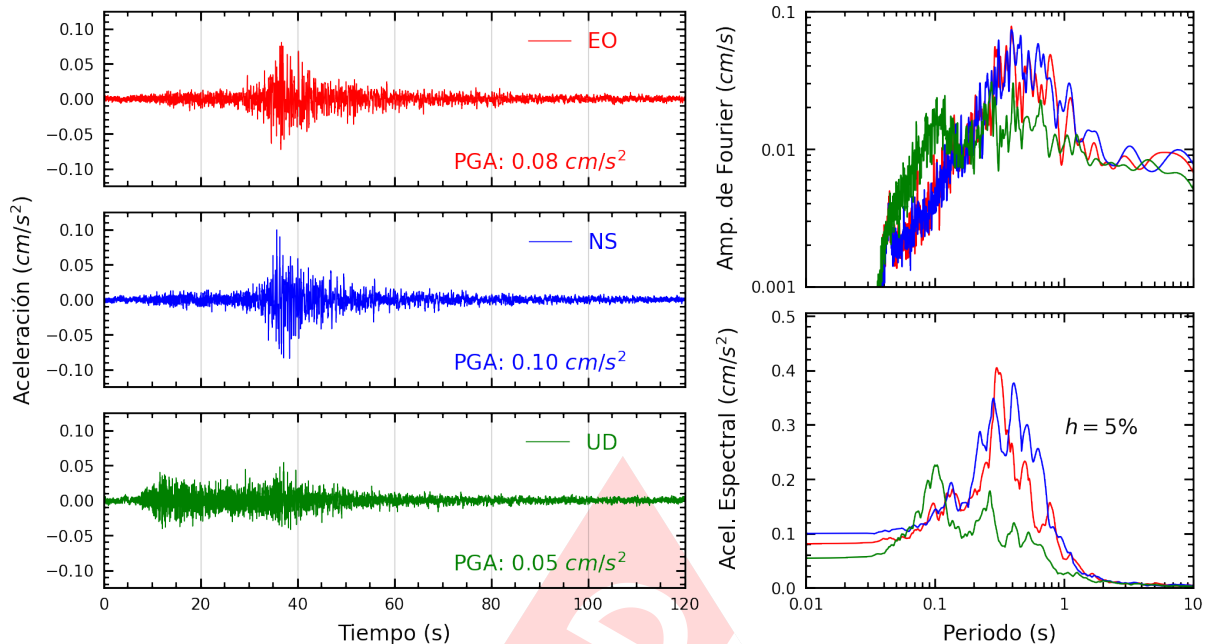 Aceleración (cm/s²)
0.10
0.05
0.00
−0.05
−0.10
EO
PGA: 0.08 cm/s²
0.10
0.05
0.00
−0.05
−0.10
NS
PGA: 0.10 cm/s²
0.10
0.05
0.00
−0.05
−0.10
UD
PGA: 0.05 cm/s²
0 20 40 60 80 100 120
Tiempo (s)
Amp. de Fourier (cm/s)
0.1
0.01
0.001
Acel. Espectral (cm/s²)
0.5
0.4
0.3
0.2
0.1
0.0
h = 5%
0.01 0.1 1 10
Periodo (s)